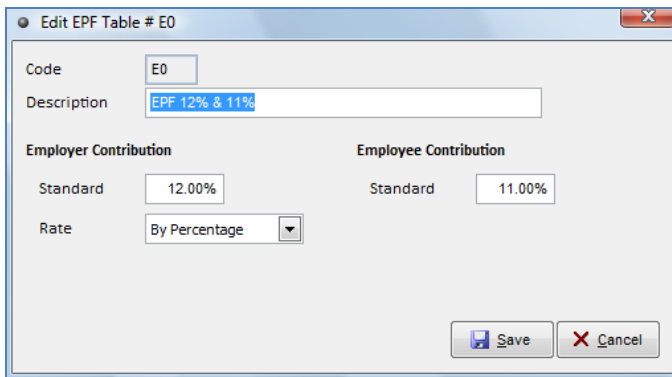 Edit EPF Table # E0
Code E0
Description EPF 12% & 11%
Employer Contribution Employee Contribution
Standard 12.00% Standard 11.00%
Rate By Percentage
Save Cancel